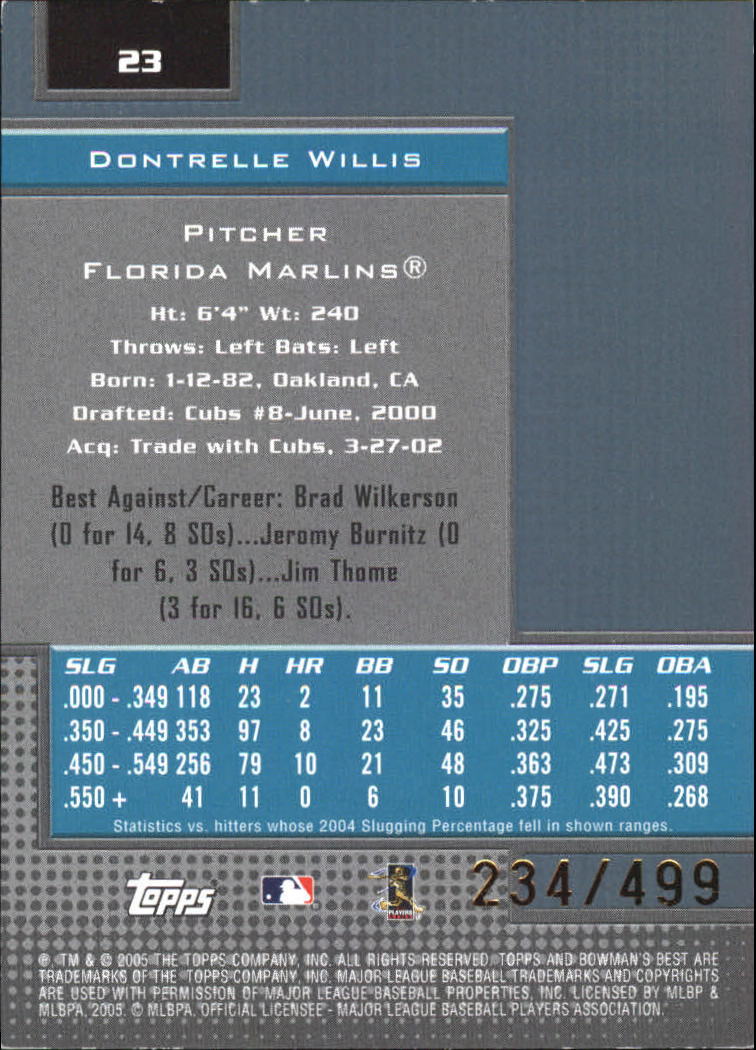 23
DONTRELLE WILLIS
PITCHER
FLORIDA MARLINS®
Ht: 6'4" Wt: 240
Throws: Left Bats: Left
Born: 1-12-82, Oakland, CA
Drafted: Cubs #8-June, 2000
Acq: Trade with Cubs, 3-27-02
Best Against/Career: Brad Wilkerson
(0 for 14, 8 SOs)...Jeromy Burnitz (0
for 6, 3 SOs)...Jim Thome
(3 for 16, 6 SOs).
SLG AB H HR BB SO OBP SLG OBA
.000 - .349 118 23 2 11 35 .275 .271 .195
.350 - .449 353 97 8 23 46 .325 .425 .275
.450 - .549 256 79 10 21 48 .363 .473 .309
.550 + 41 11 0 6 10 .375 .390 .268
Statistics vs. hitters whose 2004 Slugging Percentage fell in shown ranges.
TOPPS
PLAYERS
234/499
®, TM & © 2005 THE TOPPS COMPANY, INC. ALL RIGHTS RESERVED. TOPPS AND BOWMAN'S BEST ARE
TRADEMARKS OF THE TOPPS COMPANY, INC. MAJOR LEAGUE BASEBALL TRADEMARKS AND COPYRIGHTS
ARE USED WITH PERMISSION OF MAJOR LEAGUE BASEBALL PROPERTIES, INC. LICENSED BY MLBP &
MLBPA, 2005. © MLBPA. OFFICIAL LICENSEE - MAJOR LEAGUE BASEBALL PLAYERS ASSOCIATION.